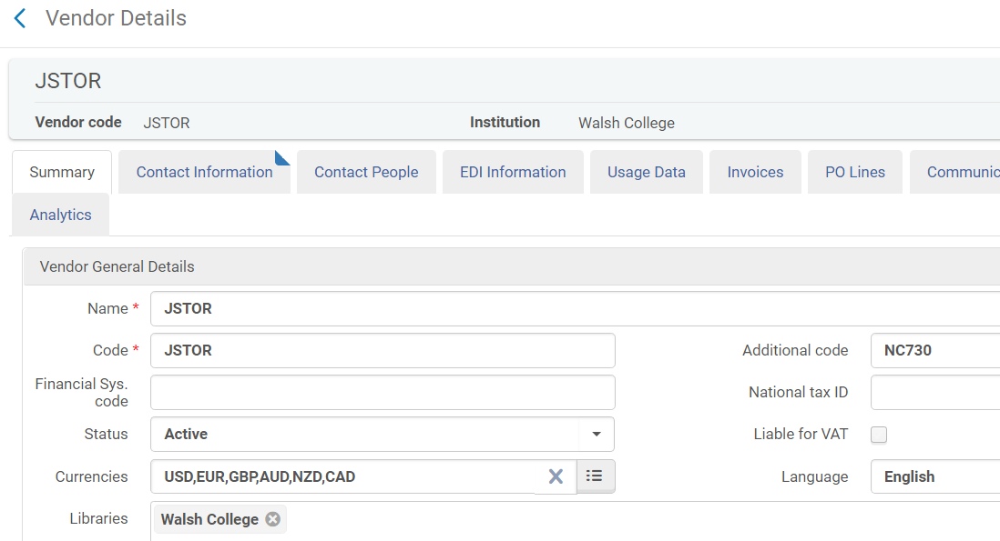 Vendor Details
JSTOR
Vendor code JSTOR Institution Walsh College
Summary Contact Information Contact People EDI Information Usage Data Invoices PO Lines Communic
Analytics
Vendor General Details
Name * JSTOR
Code * JSTOR Additional code NC730
Financial Sys.
code
National tax ID
Status Active Liable for VAT
Currencies USD,EUR,GBP,AUD,NZD,CAD Language English
Libraries Walsh College